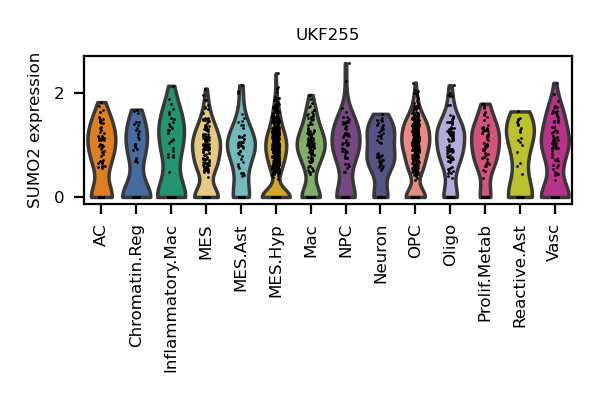 UKF255
SUMO2 expression
2
0
AC
Chromatin.Reg
Inflammatory.Mac
MES
MES.Ast
MES.Hyp
Mac
NPC
Neuron
OPC
Oligo
Prolif.Metab
Reactive.Ast
Vasc